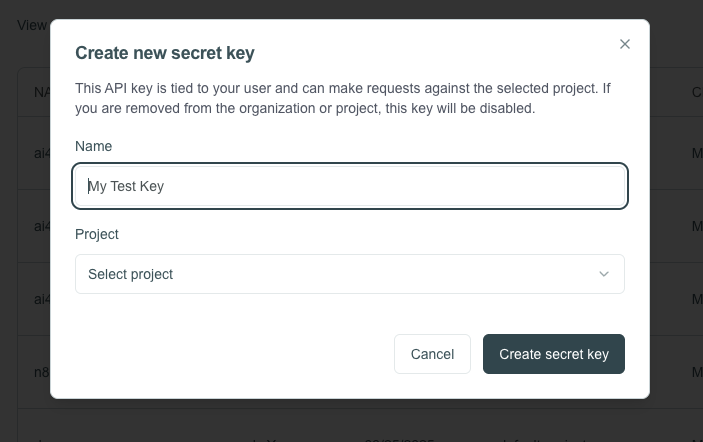 View
Create new secret key
This API key is tied to your user and can make requests against the selected project. If
you are removed from the organization or project, this key will be disabled.
Name
My Test Key
Project
Select project
Cancel
Create secret key
NA
C
ai4
M
ai4
M
ai4
M
n8
M